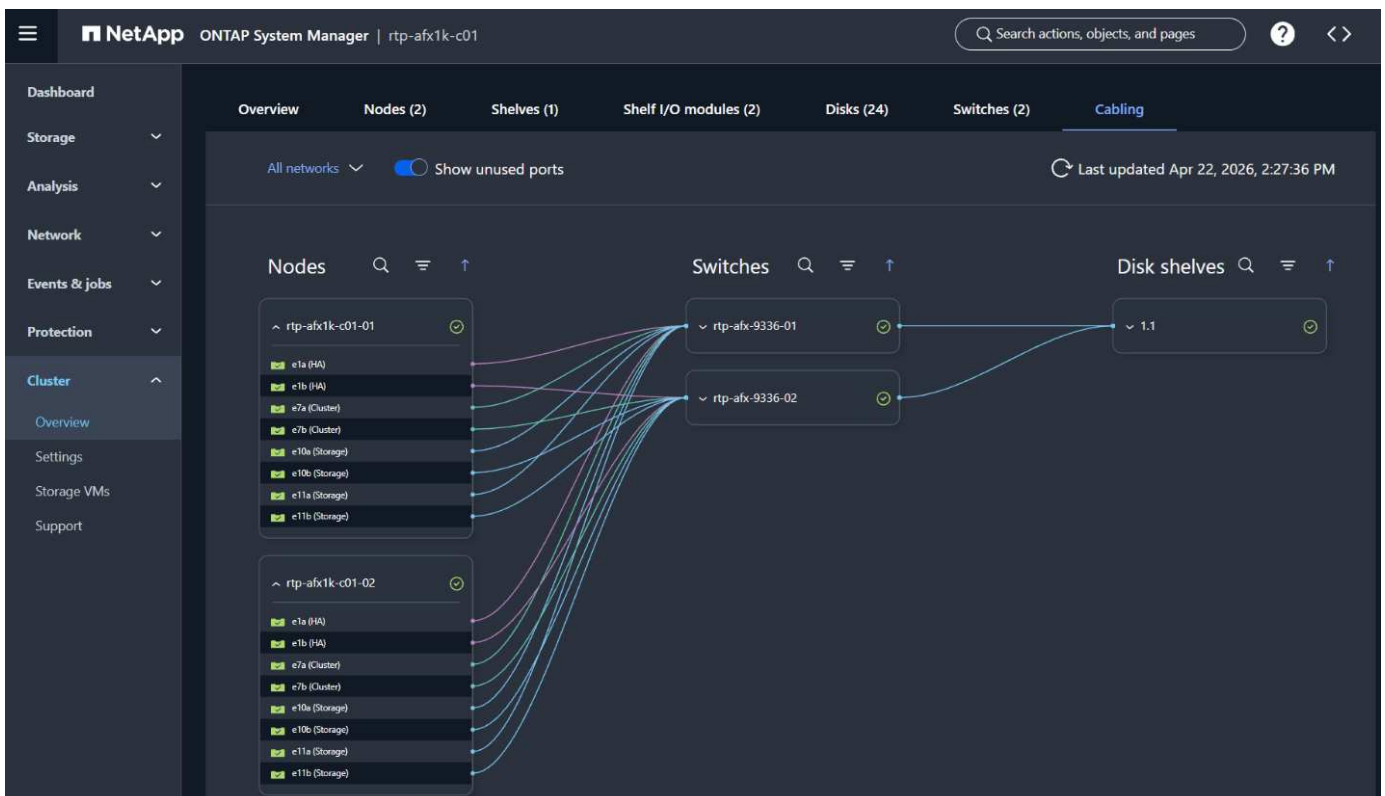 NetApp ONTAP System Manager | rtp-afx1k-c01
Search actions, objects, and pages
Dashboard
Storage
Analysis
Network
Events & jobs
Protection
Cluster
Overview
Settings
Storage VMs
Support
Overview Nodes (2) Shelves (1) Shelf I/O modules (2) Disks (24) Switches (2) Cabling
All networks Show unused ports Last updated Apr 22, 2026, 2:27:36 PM
Nodes
rtp-afx1k-c01-01
e1a (HA)
e1b (HA)
e7a (Cluster)
e7b (Cluster)
e10a (Storage)
e10b (Storage)
e11a (Storage)
e11b (Storage)
rtp-afx1k-c01-02
e1a (HA)
e1b (HA)
e7a (Cluster)
e7b (Cluster)
e10a (Storage)
e10b (Storage)
e11a (Storage)
e11b (Storage)
Switches
rtp-afx-9336-01
rtp-afx-9336-02
Disk shelves
1.1